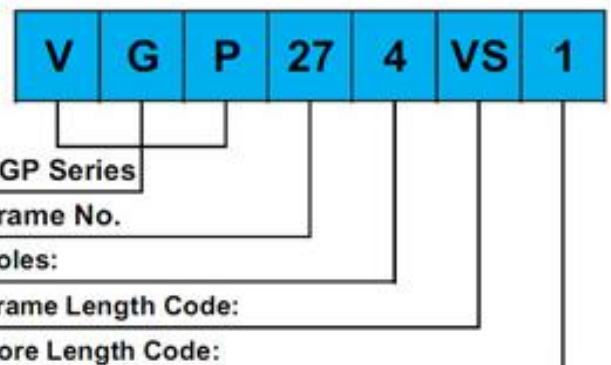 V G P 27 4 VS 1
GP Series
rame No.
oles:
rame Length Code:
ore Length Code: